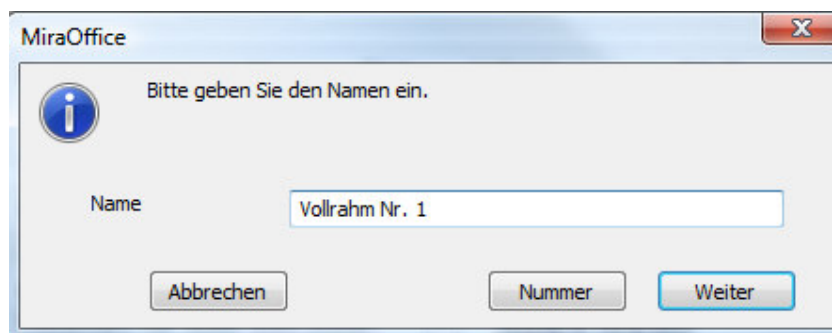 MiraOffice
Bitte geben Sie den Namen ein.
Name
Vollrahm Nr. 1
Abbrechen
Nummer
Weiter